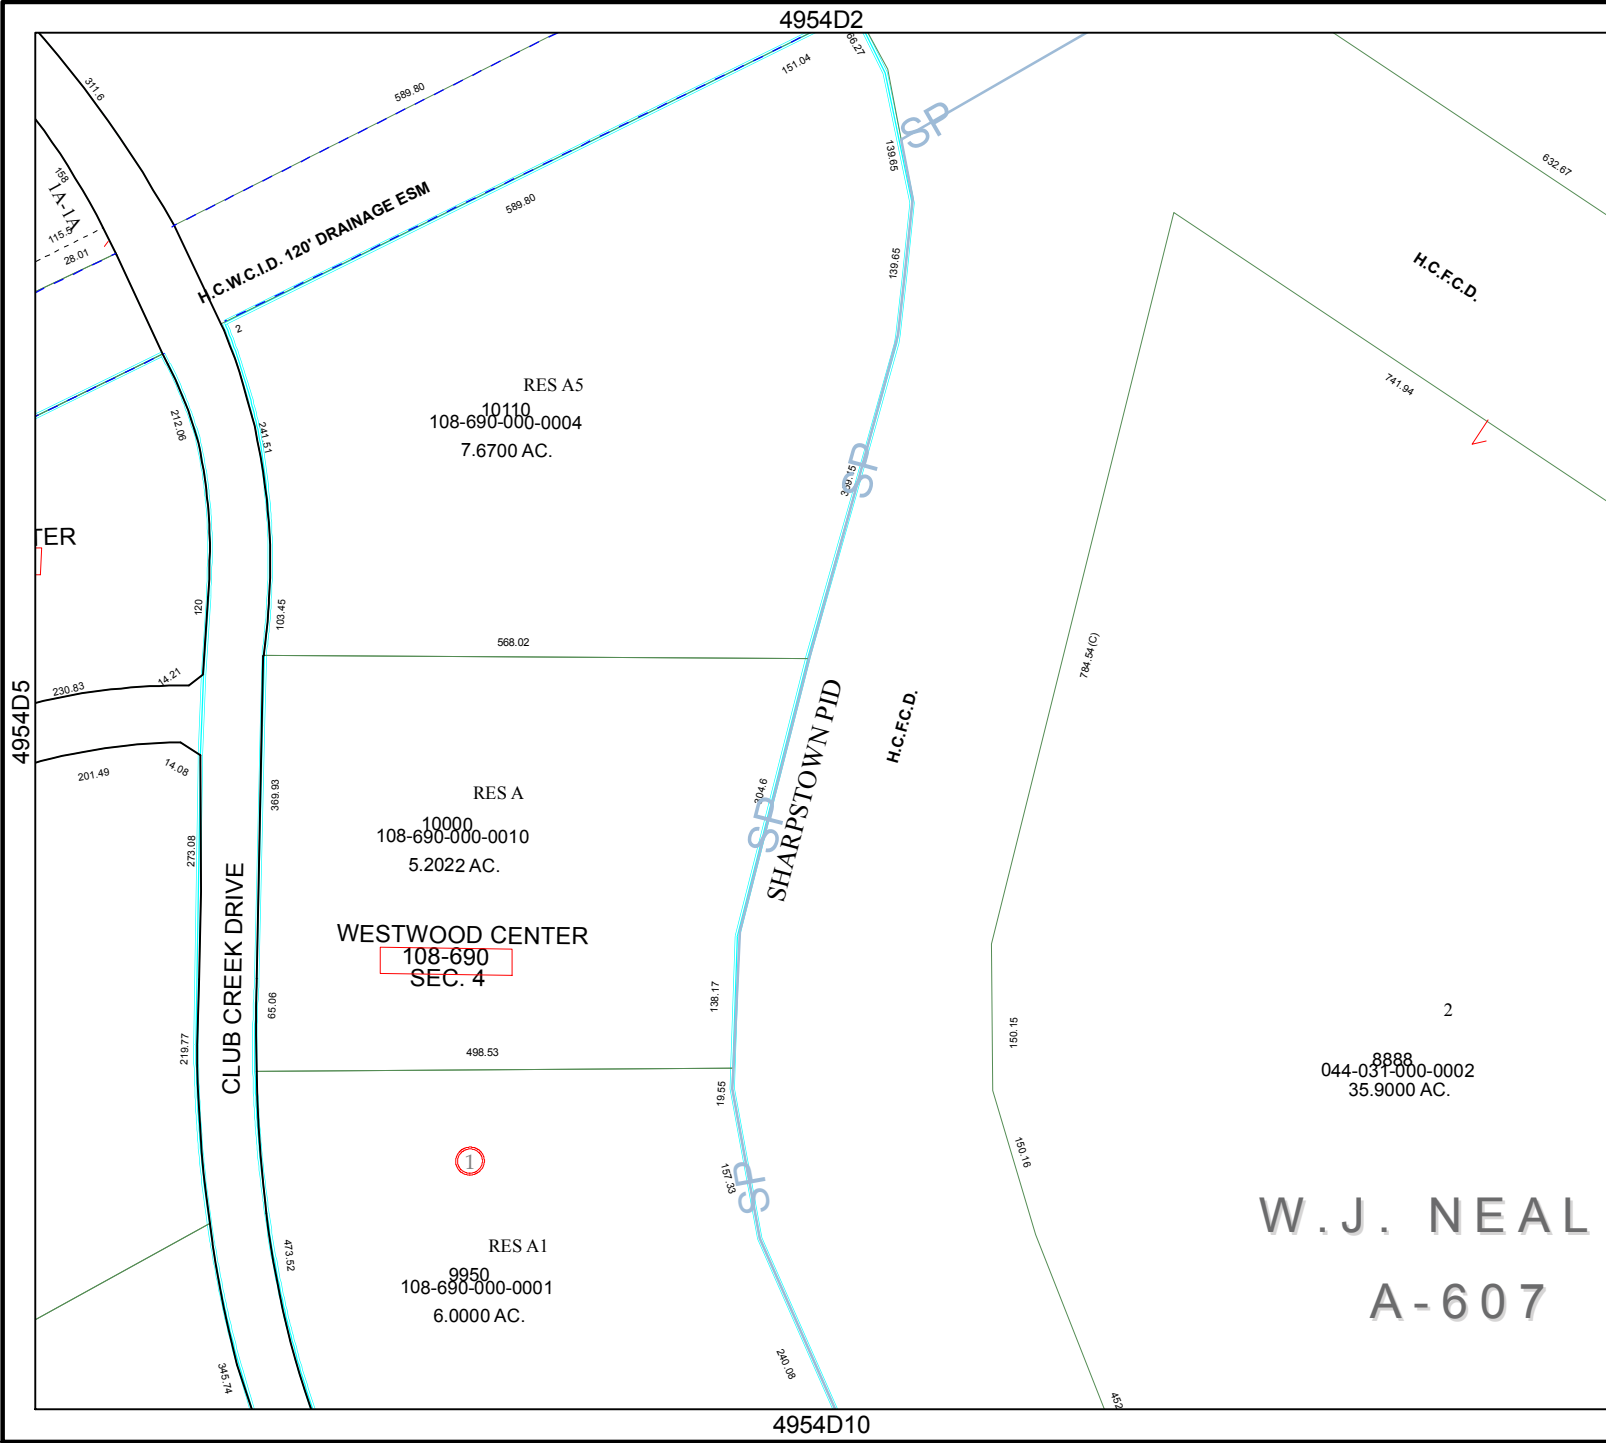 4954D2
311.6
589.80
151.04
66.27
SP
139.65
632.67
158
1A-1A
115.5
28.01
H.C.W.C.I.D. 120' DRAINAGE ESM
589.80
2
139.65
H.C.F.C.D.
741.94
RES A5
10110
108-690-000-0004
7.6700 AC.
212.06
241.51
SP
TER
120
103.45
568.02
784.54(C)
230.83
14.21
4954D5
201.49
14.08
SHARPSTOWN PID
H.C.F.C.D.
369.93
RES A
10000
108-690-000-0010
5.2022 AC.
304.6
SP
273.08
CLUB CREEK DRIVE
WESTWOOD CENTER
108-690
SEC. 4
65.06
138.17
219.77
498.53
150.15
2
8888
044-031-000-0002
35.9000 AC.
19.55
150.16
1
157.33
SP
W.J. NEAL
A-607
473.52
RES A1
9950
108-690-000-0001
6.0000 AC.
345.74
240.08
452
4954D10